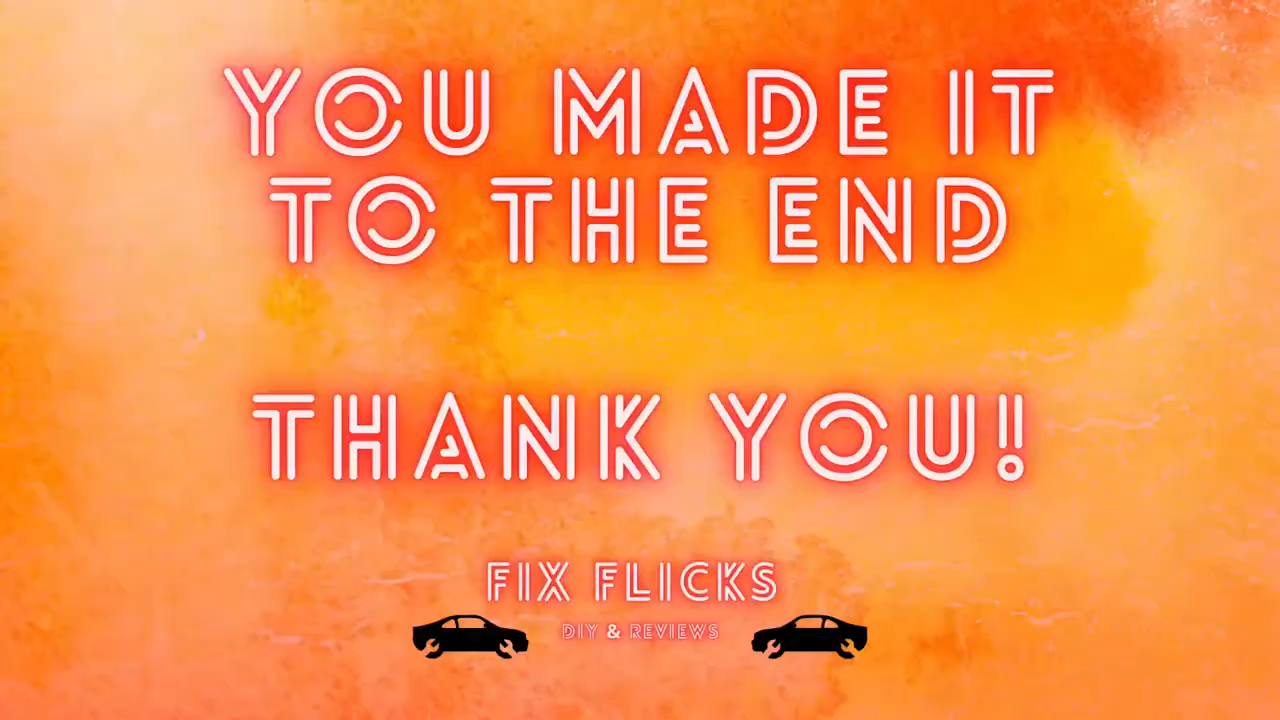 YOU MADE IT
TO THE END
THANK YOU!
FIX FLICKS
DIY & REVIEWS